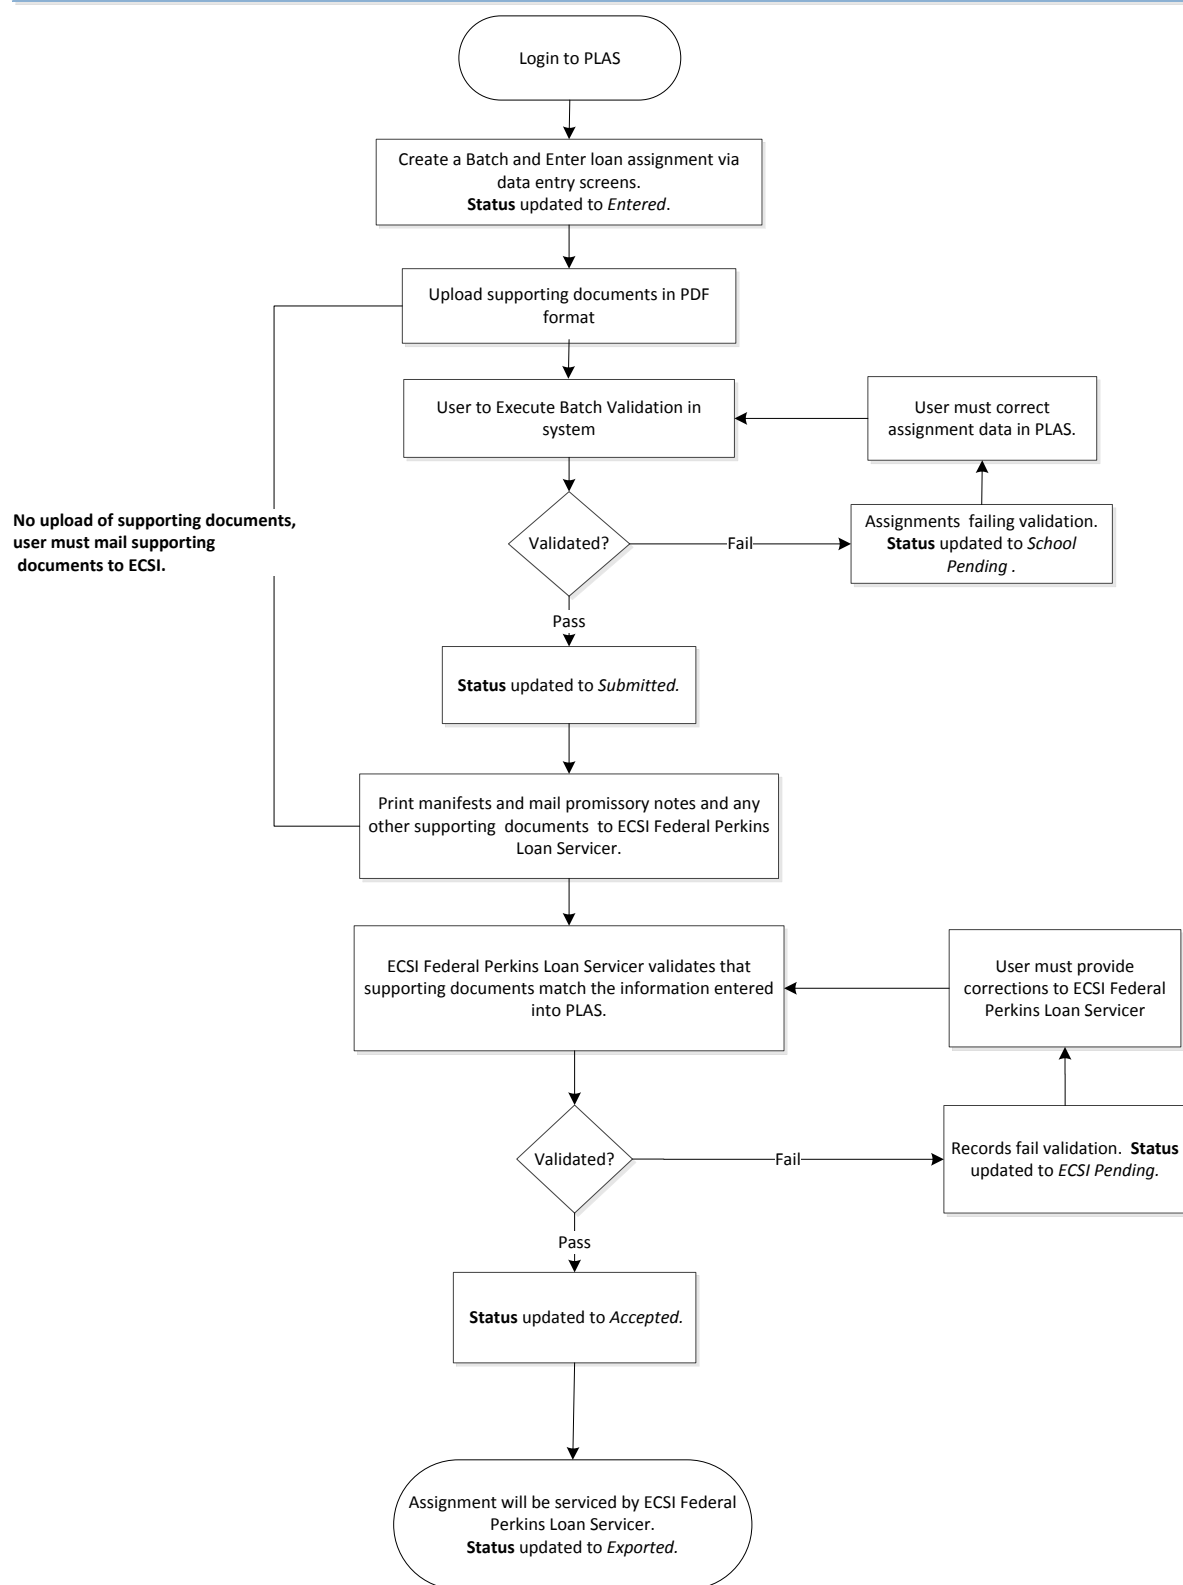 Login to PLAS
Create a Batch and Enter loan assignment via
data entry screens.
Status updated to Entered.
Upload supporting documents in PDF
format
User to Execute Batch Validation in
system
User must correct
assignment data in PLAS.
No upload of supporting documents,
user must mail supporting
documents to ECSI.
Validated?
Fail
Assignments failing validation.
Status updated to School
Pending .
Pass
Status updated to Submitted.
Print manifests and mail promissory notes and any
other supporting documents to ECSI Federal Perkins
Loan Servicer.
ECSI Federal Perkins Loan Servicer validates that
supporting documents match the information entered
into PLAS.
User must provide
corrections to ECSI Federal
Perkins Loan Servicer
Validated?
Fail
Records fail validation. Status
updated to ECSI Pending.
Pass
Status updated to Accepted.
Assignment will be serviced by ECSI Federal
Perkins Loan Servicer.
Status updated to Exported.